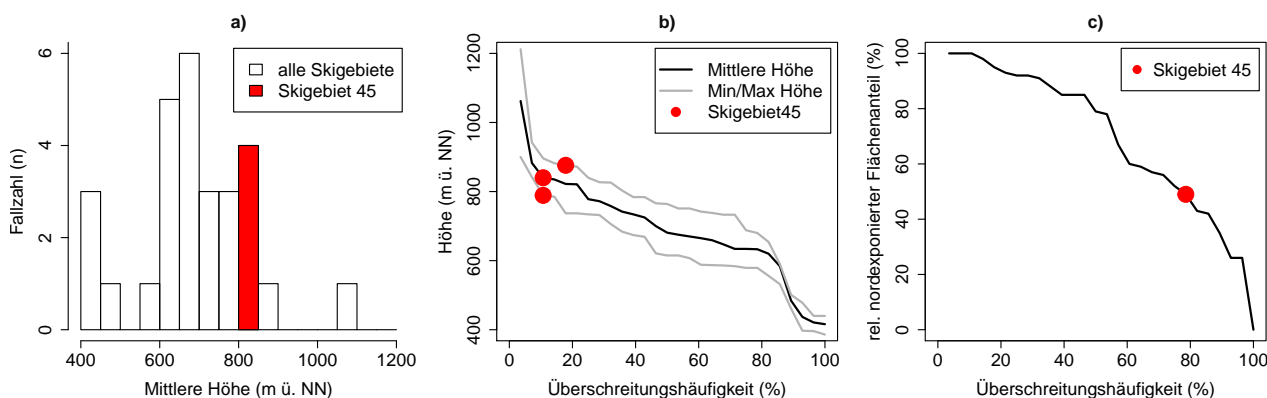 a)
6
4
2
0
Fallzahl (n)
alle Skigebiete
Skigebiet 45
400 600 800 1000 1200
Mittlere Höhe (m ü. NN)
b)
1200
1000
800
600
400
Höhe (m ü. NN)
Mittlere Höhe
Min/Max Höhe
Skigebiet45
0 20 40 60 80 100
Überschreitungshäufigkeit (%)
c)
100
80
60
40
20
0
rel. nordexponierter Flächenanteil (%)
Skigebiet 45
0 20 40 60 80 100
Überschreitungshäufigkeit (%)